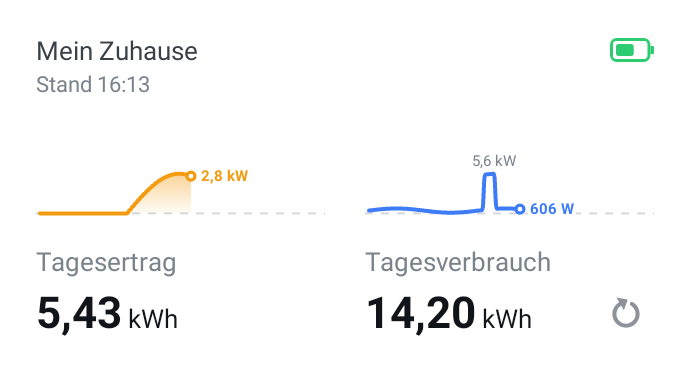 Mein Zuhause
Stand 16:13
2,8 kW
5,6 kW
606 W
Tagesertrag
5,43 kWh
Tagesverbrauch
14,20 kWh